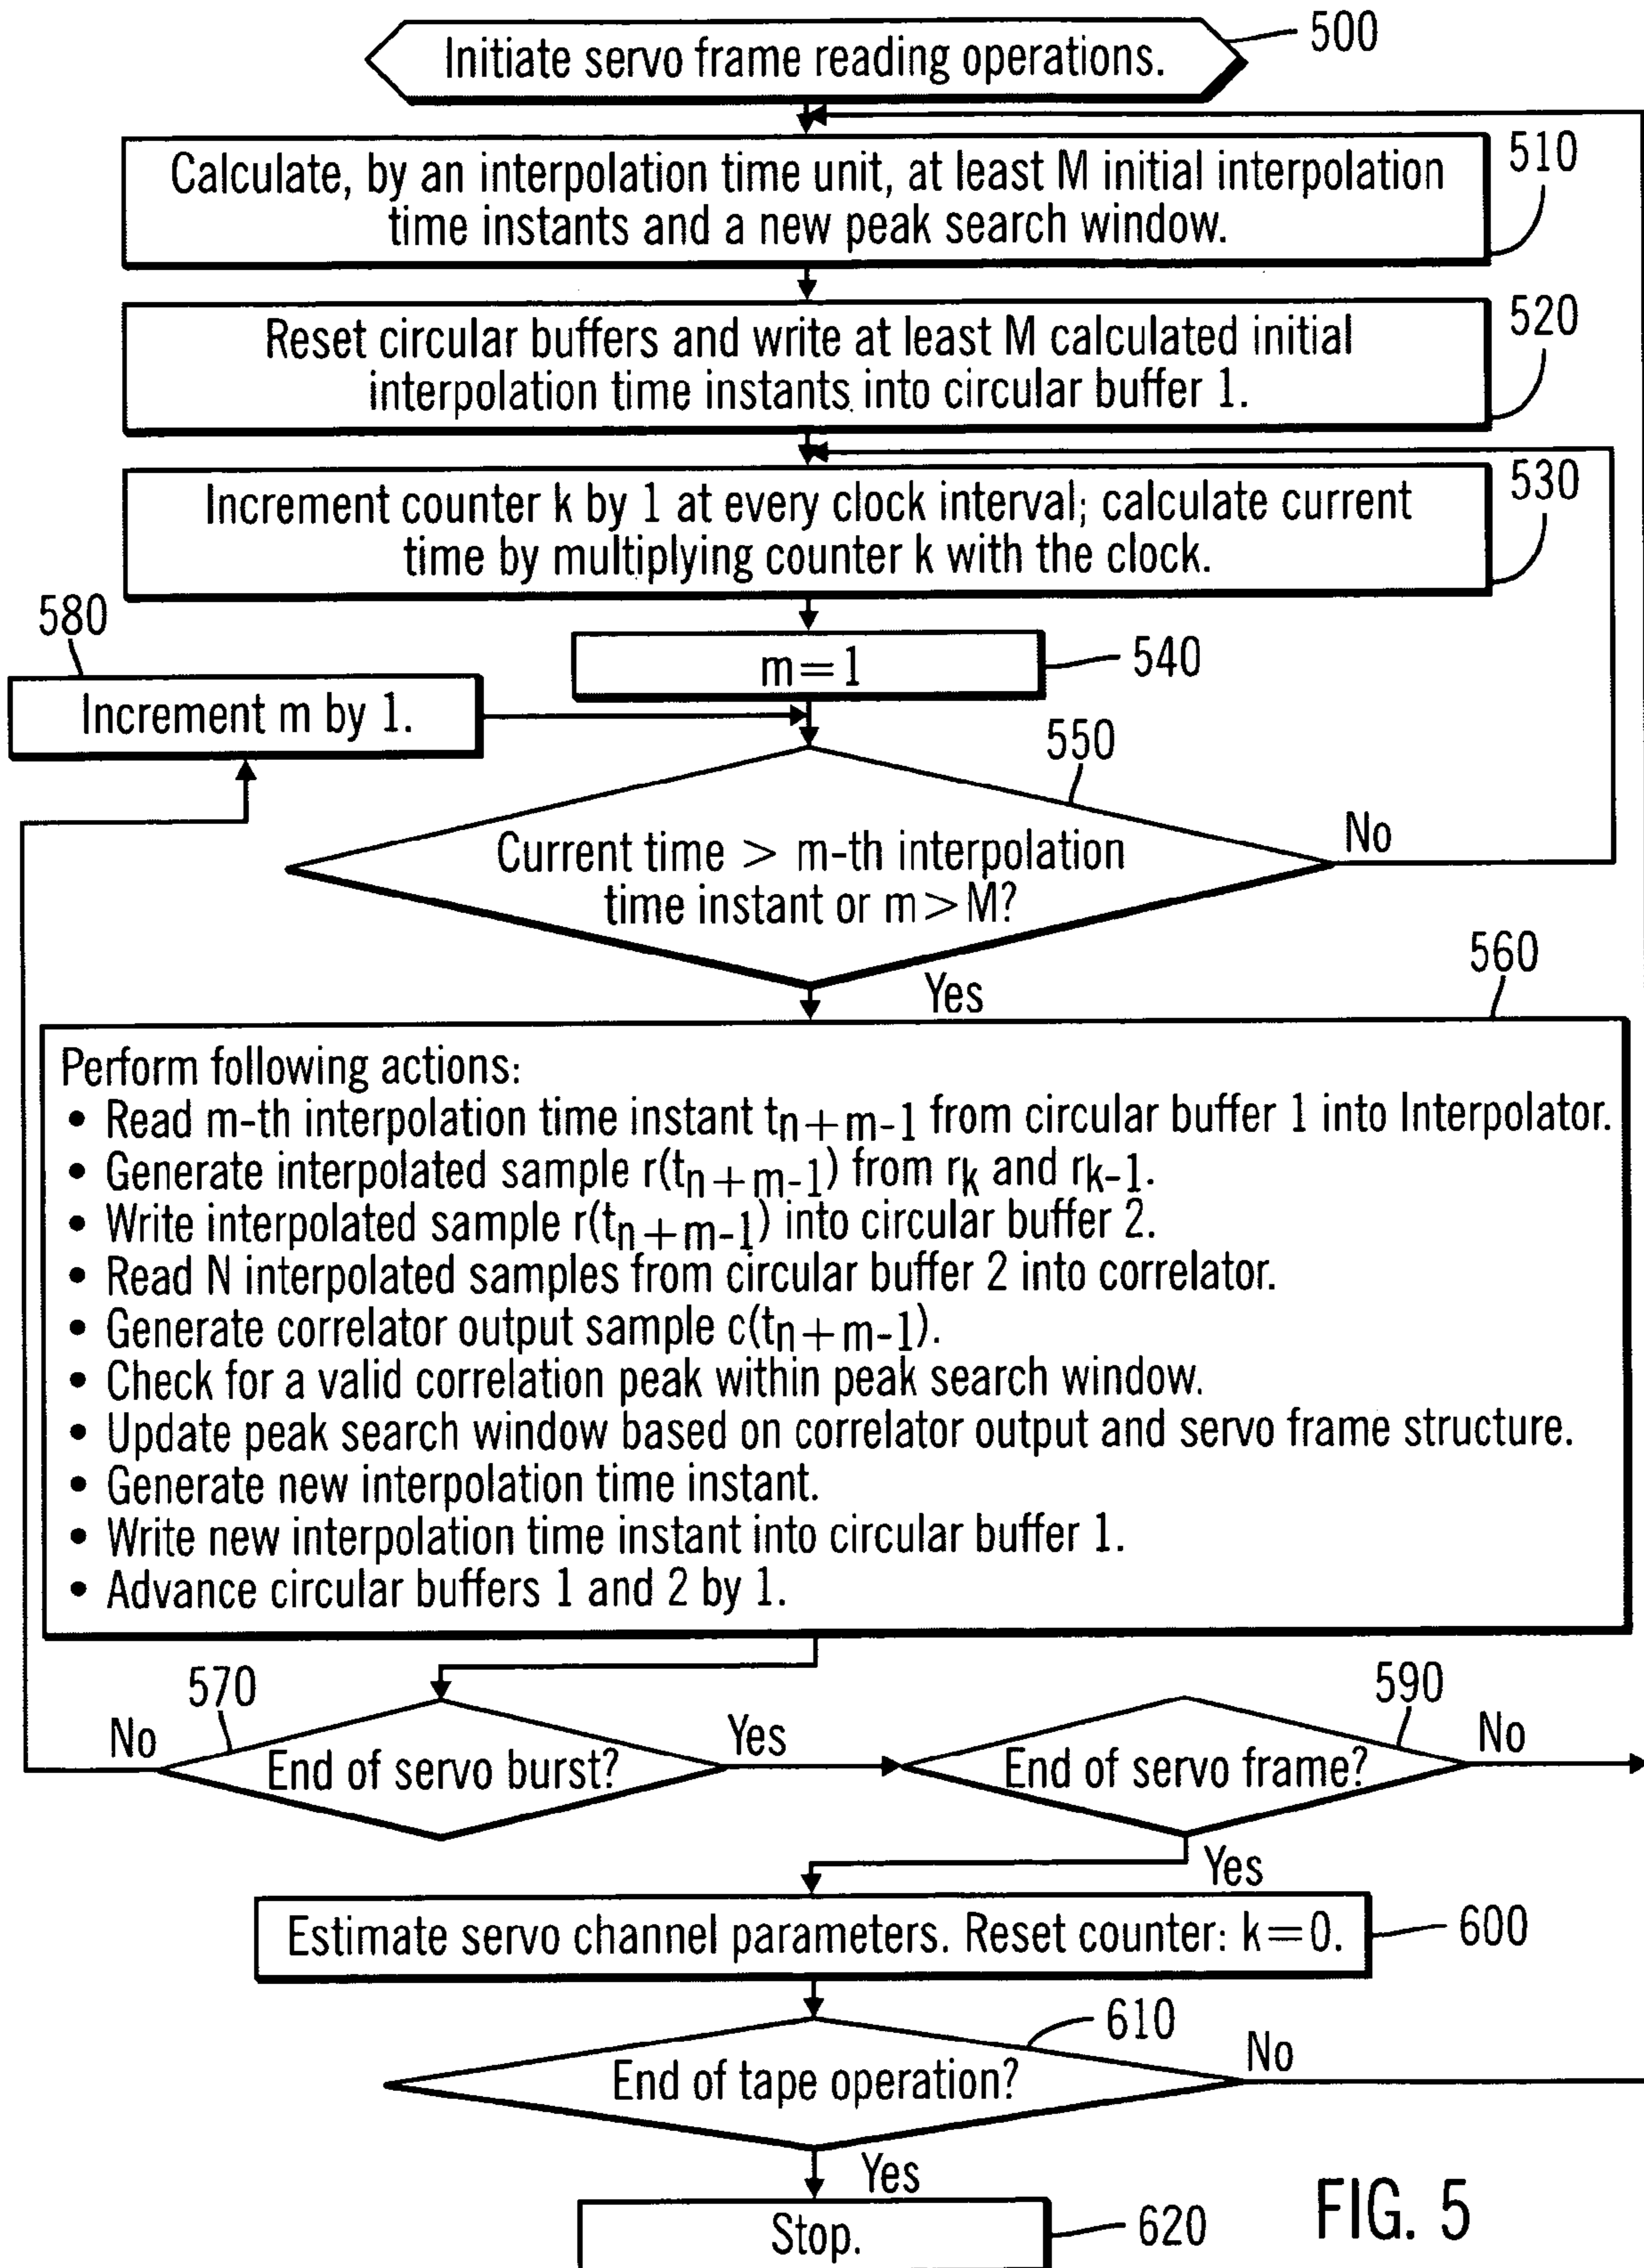 Initiate servo frame reading operations.
500
Calculate, by an interpolation time unit, at least M initial interpolation
time instants and a new peak search window.
510
Reset circular buffers and write at least M calculated initial
interpolation time instants into circular buffer 1.
520
Increment counter k by 1 at every clock interval; calculate current
time by multiplying counter k with the clock.
530
580
m=1
540
Increment m by 1.
550
Current time > m-th interpolation
time instant or m>M?
No
Yes
560
Perform following actions:
• Read m-th interpolation time instant tn+m-1 from circular buffer 1 into Interpolator.
• Generate interpolated sample r(tn+m-1) from rk and rk-1.
• Write interpolated sample r(tn+m-1) into circular buffer 2.
• Read N interpolated samples from circular buffer 2 into correlator.
• Generate correlator output sample c(tn+m-1).
• Check for a valid correlation peak within peak search window.
• Update peak search window based on correlator output and servo frame structure.
• Generate new interpolation time instant.
• Write new interpolation time instant into circular buffer 1.
• Advance circular buffers 1 and 2 by 1.
570
590
No
End of servo burst?
Yes
End of servo frame?
No
Yes
Estimate servo channel parameters. Reset counter: k=0.
600
610
End of tape operation?
No
Yes
Stop.
620
FIG. 5